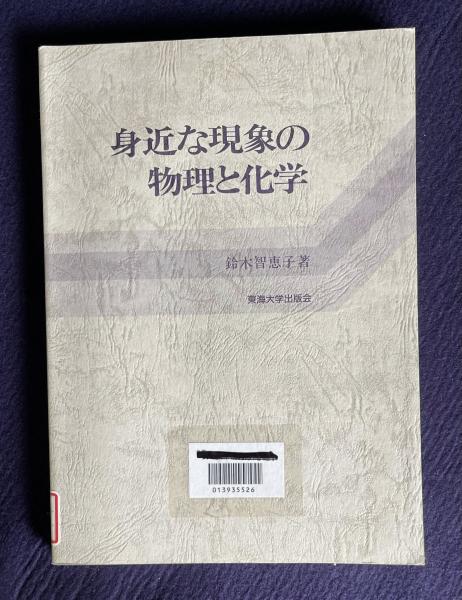 身近な現象の
物理と化学
鈴木智恵子著
東海大学出版会
013935526